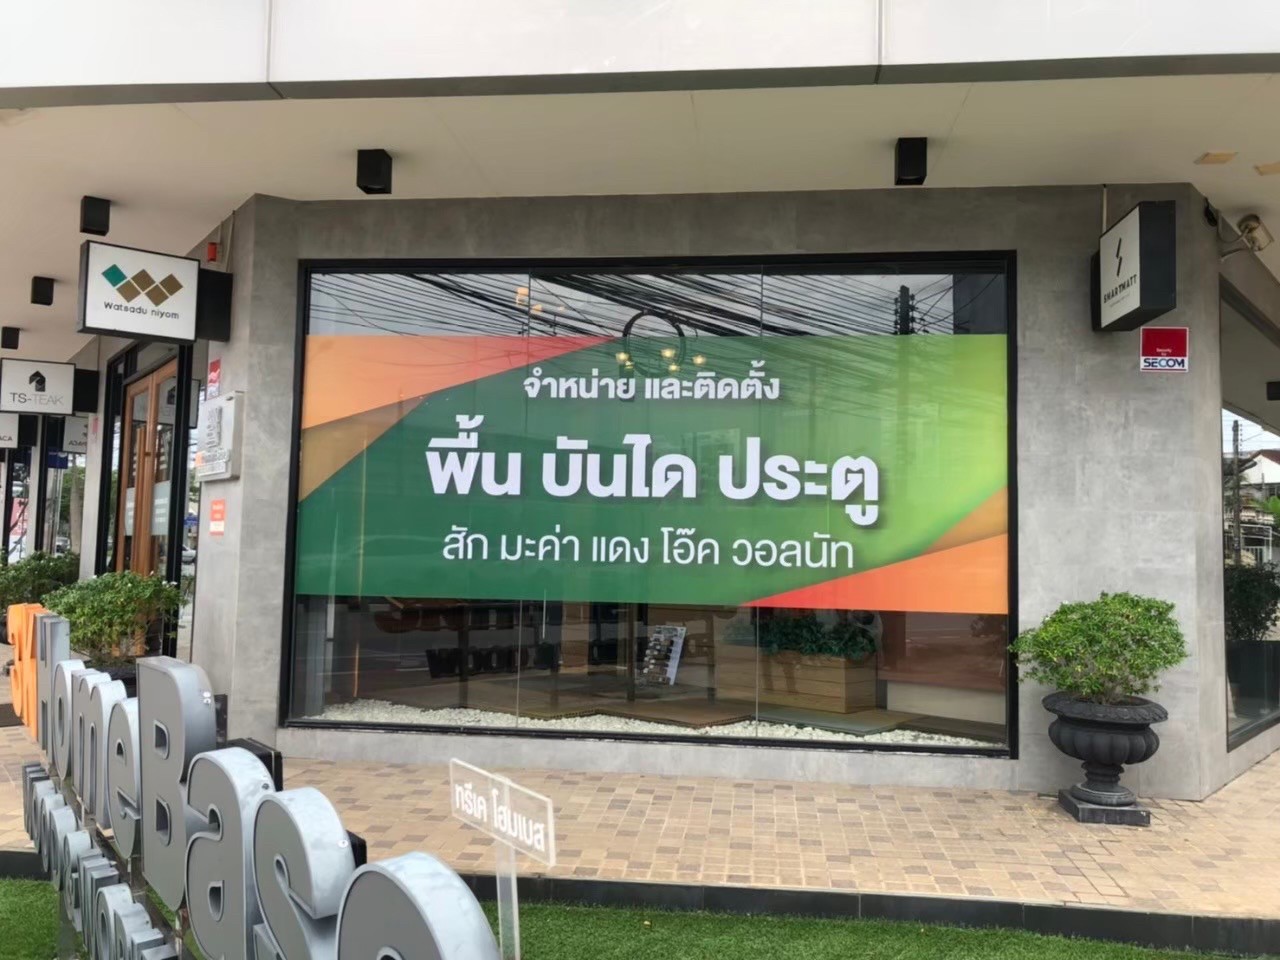 จำหน่าย และติดตั้ง
พื้น บันได ประตู
สัก มะค่า แดง โอ๊ค วอลนัท
Watsadu niyom
TS-TEAK
SMARTMATT
SECOM
HomeBase
ทรีเค โฮมเบส